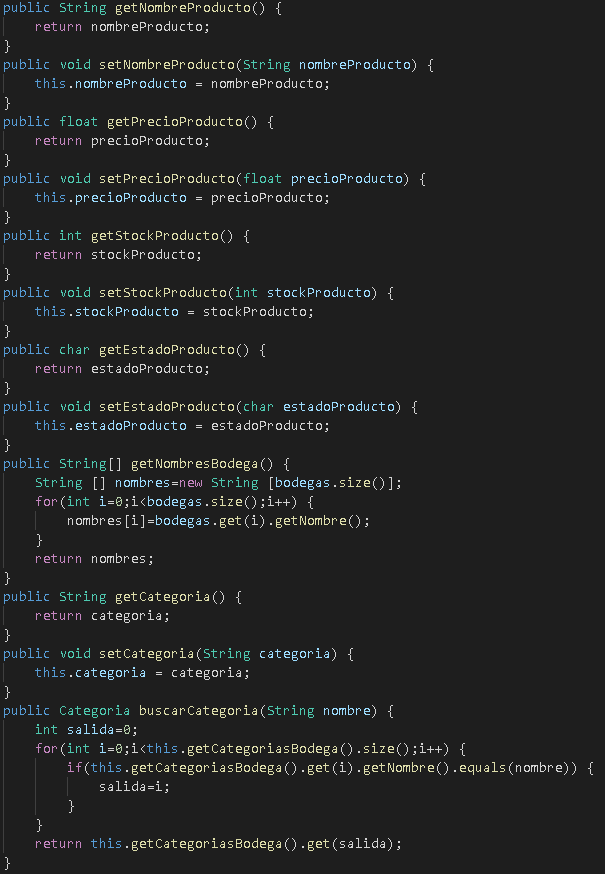 public String getNombreProducto() {
    return nombreProducto;
}
public void setNombreProducto(String nombreProducto) {
    this.nombreProducto = nombreProducto;
}
public float getPrecioProducto() {
    return precioProducto;
}
public void setPrecioProducto(float precioProducto) {
    this.precioProducto = precioProducto;
}
public int getStockProducto() {
    return stockProducto;
}
public void setStockProducto(int stockProducto) {
    this.stockProducto = stockProducto;
}
public char getEstadoProducto() {
    return estadoProducto;
}
public void setEstadoProducto(char estadoProducto) {
    this.estadoProducto = estadoProducto;
}
public String[] getNombresBodega() {
    String [] nombres=new String [bodegas.size()];
    for(int i=0;i<bodegas.size();i++) {
        nombres[i]=bodegas.get(i).getNombre();
    }
    return nombres;
}
public String getCategoria() {
    return categoria;
}
public void setCategoria(String categoria) {
    this.categoria = categoria;
}
public Categoria buscarCategoria(String nombre) {
    int salida=0;
    for(int i=0;i<this.getCategoriasBodega().size();i++) {
        if(this.getCategoriasBodega().get(i).getNombre().equals(nombre)) {
            salida=i;
        }
    }
    return this.getCategoriasBodega().get(salida);
}